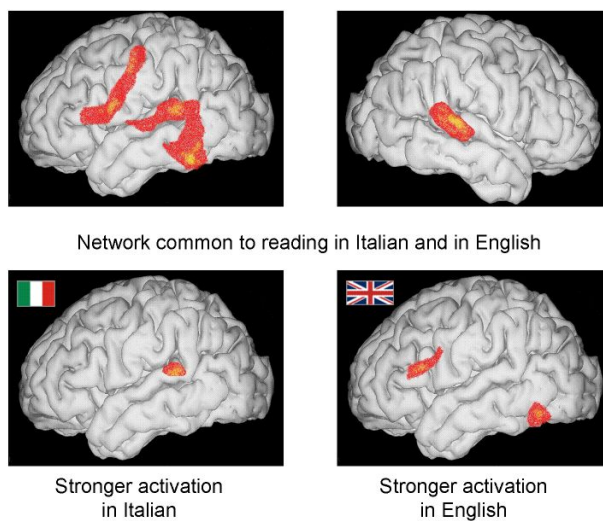 Network common to reading in Italian and in English
Stronger activation
in Italian
Stronger activation
in English